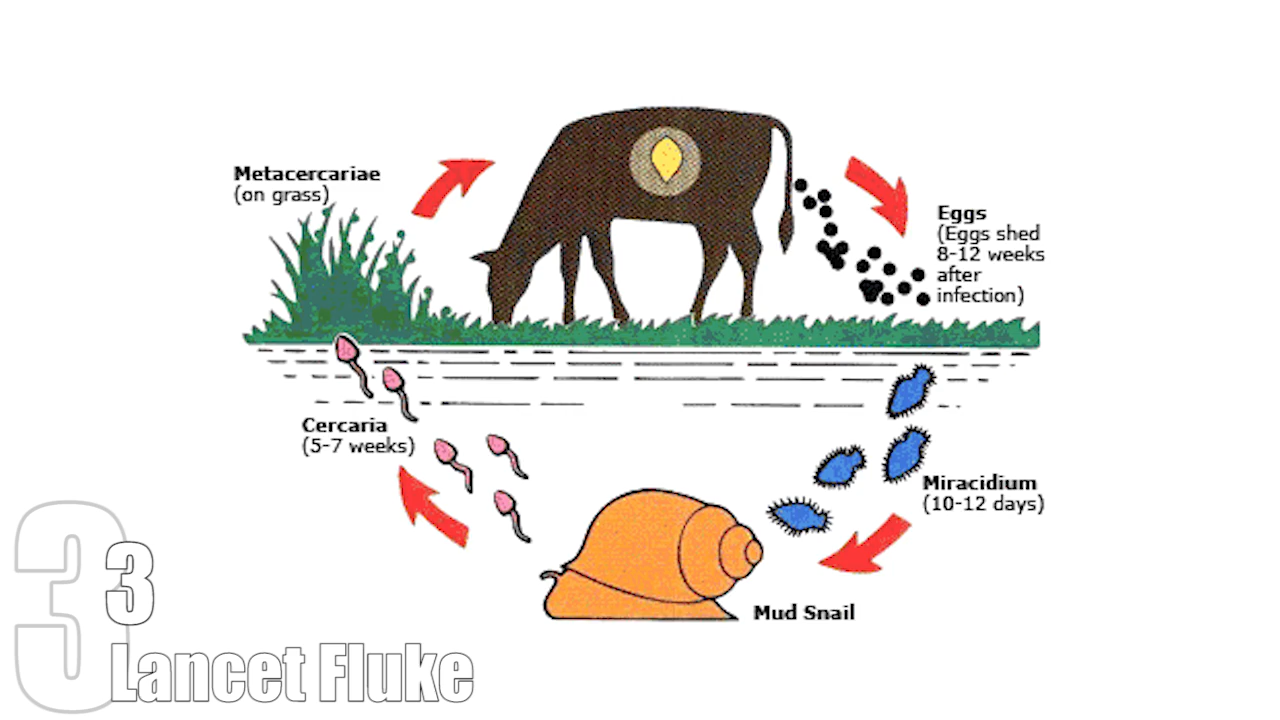 Metacercariae
(on grass)
Eggs
(Eggs shed
8-12 weeks
after
infection)
Cercaria
(5-7 weeks)
Miracidium
(10-12 days)
Mud Snail
3
3
Lancet Fluke